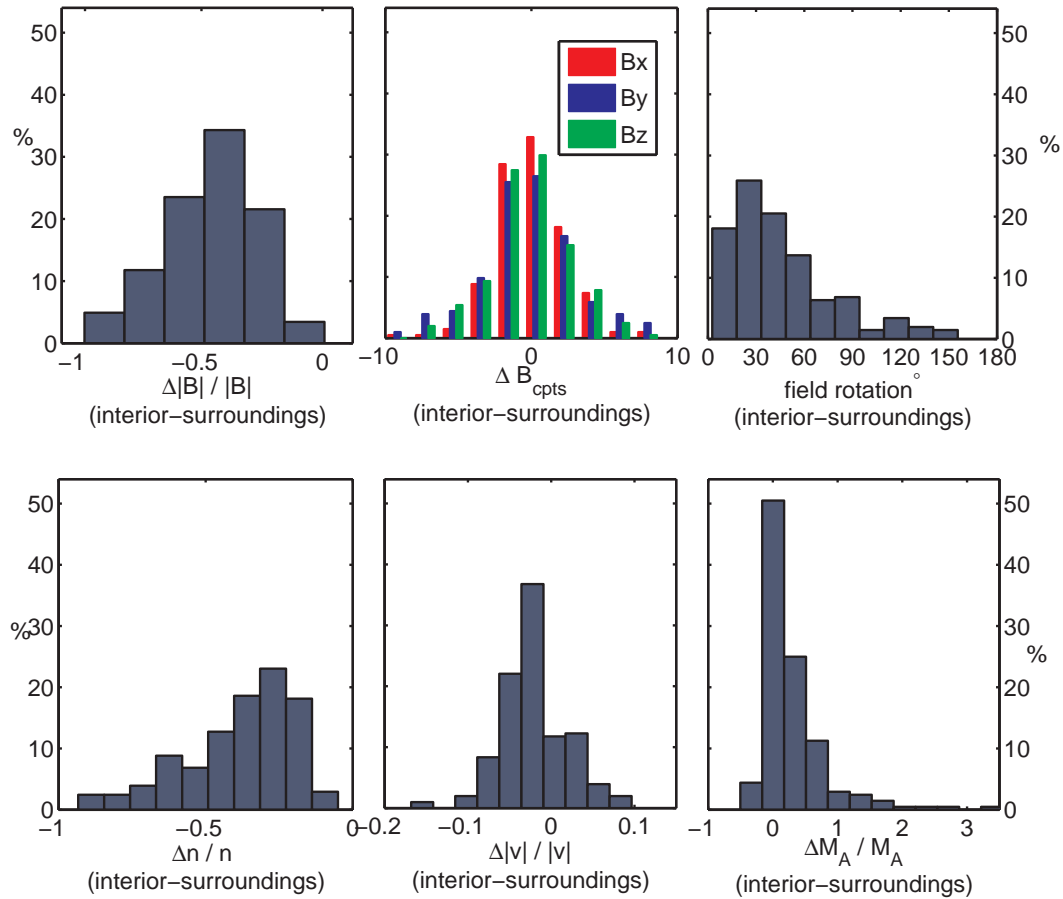 50
40
%
30
20
10
0
−1 −0.5 0
Δ|B| / |B|
(interior−surroundings)
Bx
By
Bz
−10 0 10
Δ B_cpts
(interior−surroundings)
50
40
%
30
20
10
0
0 30 60 90 120 150 180
field rotation°
(interior−surroundings)
50
40
%
30
20
10
0
−1 −0.5 0
Δn / n
(interior−surroundings)
−0.2 −0.1 0 0.1
Δ|v| / |v|
(interior−surroundings)
50
40
30
%
20
10
0
−1 0 1 2 3
ΔM_A / M_A
(interior−surroundings)